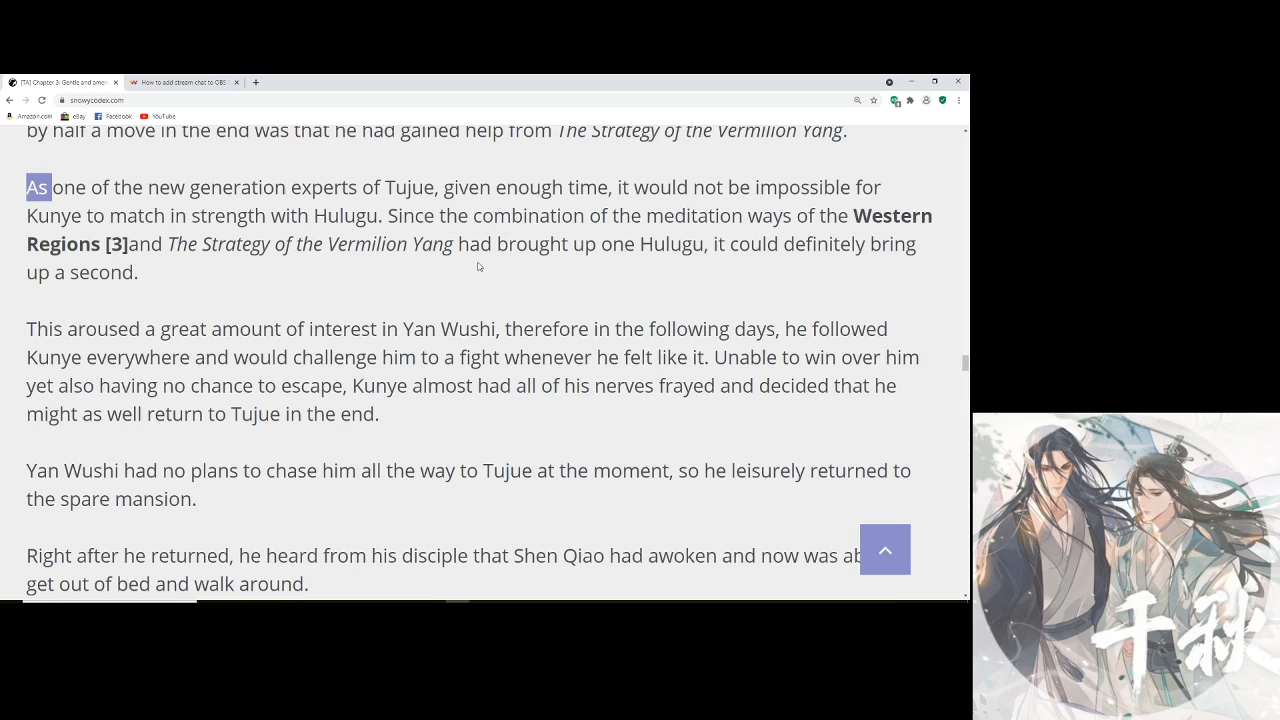 [TA] Chapter 3: Gentle and amen
How to add stream chat to OBS
snowycodex.com
Amazon.com eBay Facebook YouTube
by half a move in the end was that he had gained help from The Strategy of the Vermilion Yang.
As one of the new generation experts of Tujue, given enough time, it would not be impossible for
Kunye to match in strength with Hulugu. Since the combination of the meditation ways of the Western
Regions [3]and The Strategy of the Vermilion Yang had brought up one Hulugu, it could definitely bring
up a second.
This aroused a great amount of interest in Yan Wushi, therefore in the following days, he followed
Kunye everywhere and would challenge him to a fight whenever he felt like it. Unable to win over him
yet also having no chance to escape, Kunye almost had all of his nerves frayed and decided that he
might as well return to Tujue in the end.
Yan Wushi had no plans to chase him all the way to Tujue at the moment, so he leisurely returned to
the spare mansion.
Right after he returned, he heard from his disciple that Shen Qiao had awoken and now was ab
get out of bed and walk around.
千秋